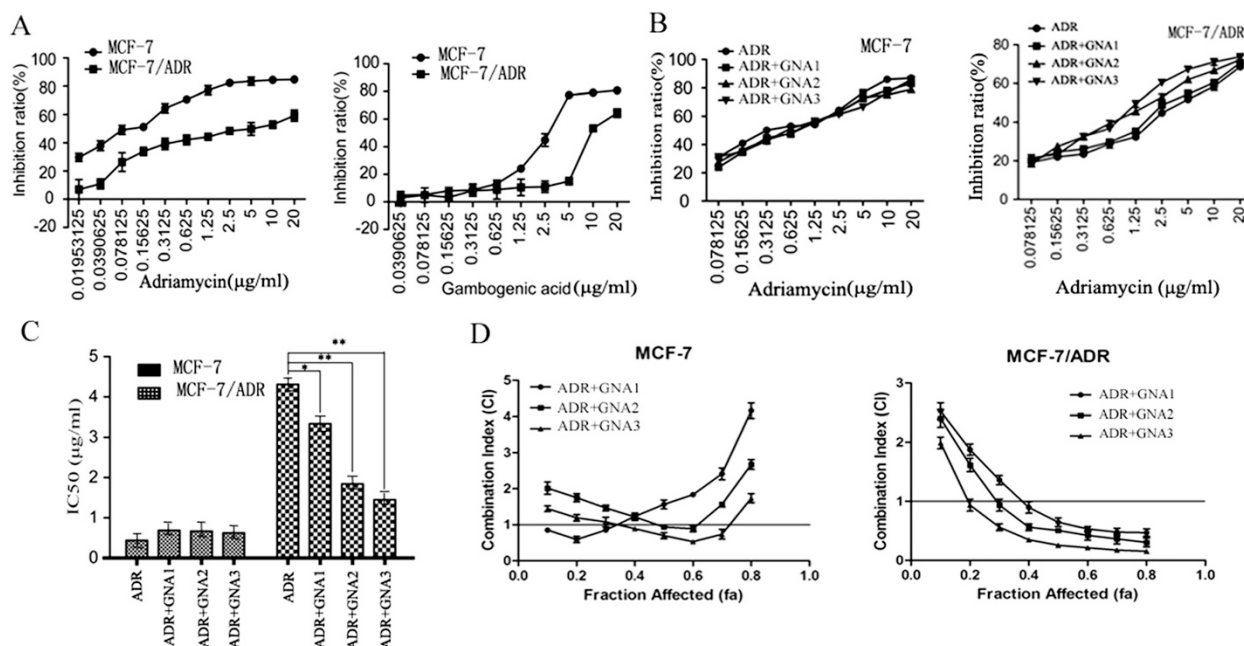 A
MCF-7
MCF-7/ADR
Inhibition ratio(%)
100
80
60
40
20
0
-20
0.01953125
0.0390625
0.078125
0.15625
0.3125
0.625
1.25
2.5
5
10
20
Adriamycin(μg/ml)
MCF-7
MCF-7/ADR
Inhibition ratio(%)
100
80
60
40
20
0
-20
0.0390625
0.078125
0.15625
0.3125
0.625
1.25
2.5
5
10
20
Gambogenic acid(μg/ml)
B
ADR
ADR+GNA1
ADR+GNA2
ADR+GNA3
MCF-7
Inhibition ratio(%)
100
80
60
40
20
0
0.078125
0.15625
0.3125
0.625
1.25
2.5
5
10
20
Adriamycin(μg/ml)
ADR
ADR+GNA1
ADR+GNA2
ADR+GNA3
MCF-7/ADR
Inhibition ratio(%)
80
60
40
20
0
0.078125
0.15625
0.3125
0.625
1.25
2.5
5
10
20
Adriamycin (μg/ml)
C
MCF-7
MCF-7/ADR
**
**
*
IC50 (μg/ml)
5
4
3
2
1
0
ADR
ADR+GNA1
ADR+GNA2
ADR+GNA3
ADR
ADR+GNA1
ADR+GNA2
ADR+GNA3
D
MCF-7
ADR+GNA1
ADR+GNA2
ADR+GNA3
Combination Index (CI)
5
4
3
2
1
0
0.0
0.2
0.4
0.6
0.8
1.0
Fraction Affected (fa)
MCF-7/ADR
ADR+GNA1
ADR+GNA2
ADR+GNA3
Combination Index (CI)
3
2
1
0
0.0
0.2
0.4
0.6
0.8
1.0
Fraction Affected (fa)